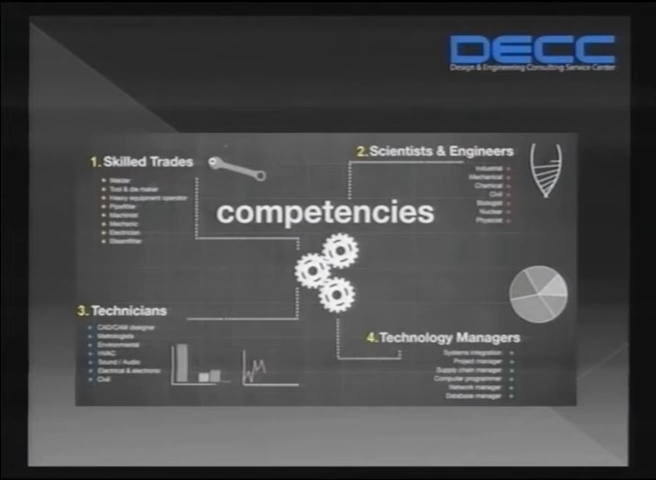 DECC
Design & Engineering Consulting Service Center
1. Skilled Trades
Welder
Tool & die maker
Heavy equipment operator
Pipefitter
Machinist
Mechanic
Electrician
Steamfitter
2. Scientists & Engineers
Industrial
Mechanical
Chemical
Civil
Biologist
Nuclear
Physicist
competencies
3. Technicians
CAD/CAM designer
Metrologists
Environmental
HVAC
Sound / Audio
Electrical & electronic
Civil
4. Technology Managers
Systems integration
Project manager
Supply chain manager
Computer programmer
Network manager
Database manager